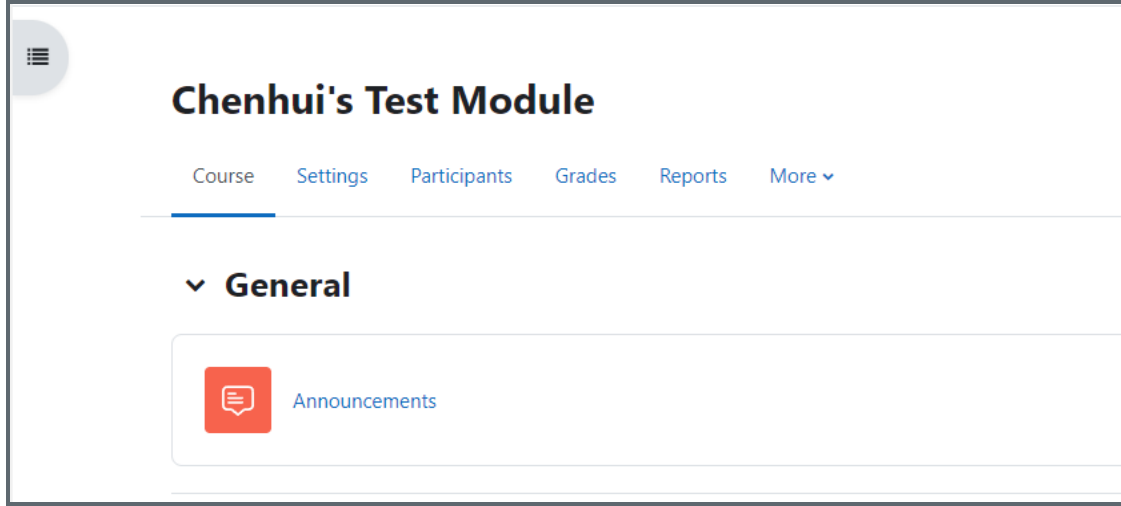 Chenhui's Test Module
Course Settings Participants Grades Reports More
General
Announcements